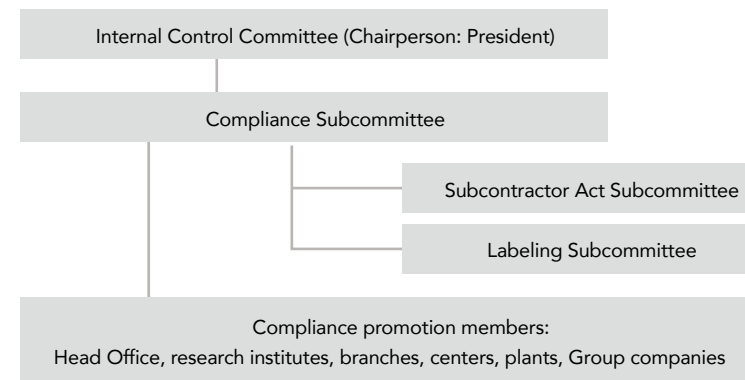 Internal Control Committee (Chairperson: President)
Compliance Subcommittee
Subcontractor Act Subcommittee
Labeling Subcommittee
Compliance promotion members:
Head Office, research institutes, branches, centers, plants, Group companies